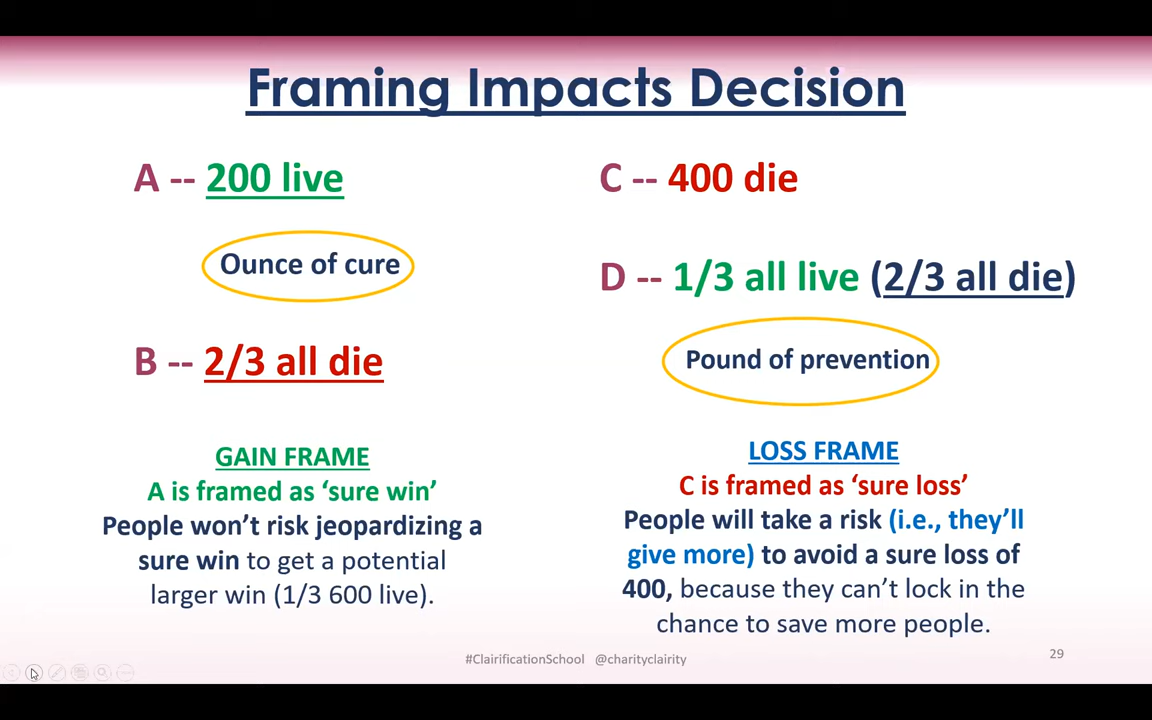 Framing Impacts Decision
A -- 200 live
Ounce of cure
B -- 2/3 all die
GAIN FRAME
A is framed as ‘sure win’
People won’t risk jeopardizing a
sure win to get a potential
larger win (1/3 600 live).
C -- 400 die
D -- 1/3 all live (2/3 all die)
Pound of prevention
LOSS FRAME
C is framed as ‘sure loss’
People will take a risk (i.e., they’ll
give more) to avoid a sure loss of
400, because they can’t lock in the
chance to save more people.
#ClairificationSchool @charityclairity
29